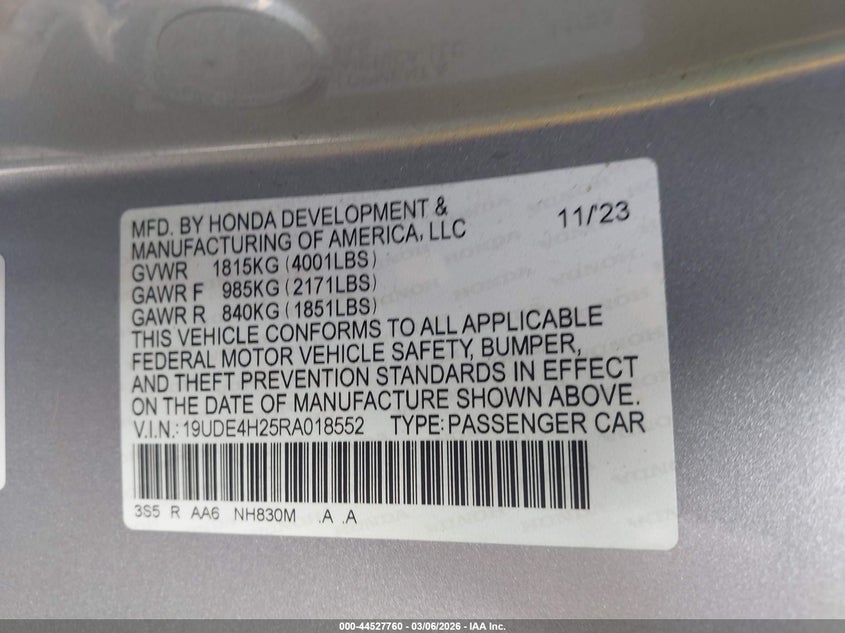 MFD. BY HONDA DEVELOPMENT &
MANUFACTURING OF AMERICA, LLC 11/'23
GVWR 1815KG (4001LBS)
GAWR F 985KG (2171LBS)
GAWR R 840KG (1851LBS)
THIS VEHICLE CONFORMS TO ALL APPLICABLE
FEDERAL MOTOR VEHICLE SAFETY, BUMPER,
AND THEFT PREVENTION STANDARDS IN EFFECT
ON THE DATE OF MANUFACTURE SHOWN ABOVE.
V.I.N.: 19UDE4H25RA018552 TYPE: PASSENGER CAR
3S5 R AA6 NH830M .A .A
000-44527760 - 03/06/2026 - IAA Inc.